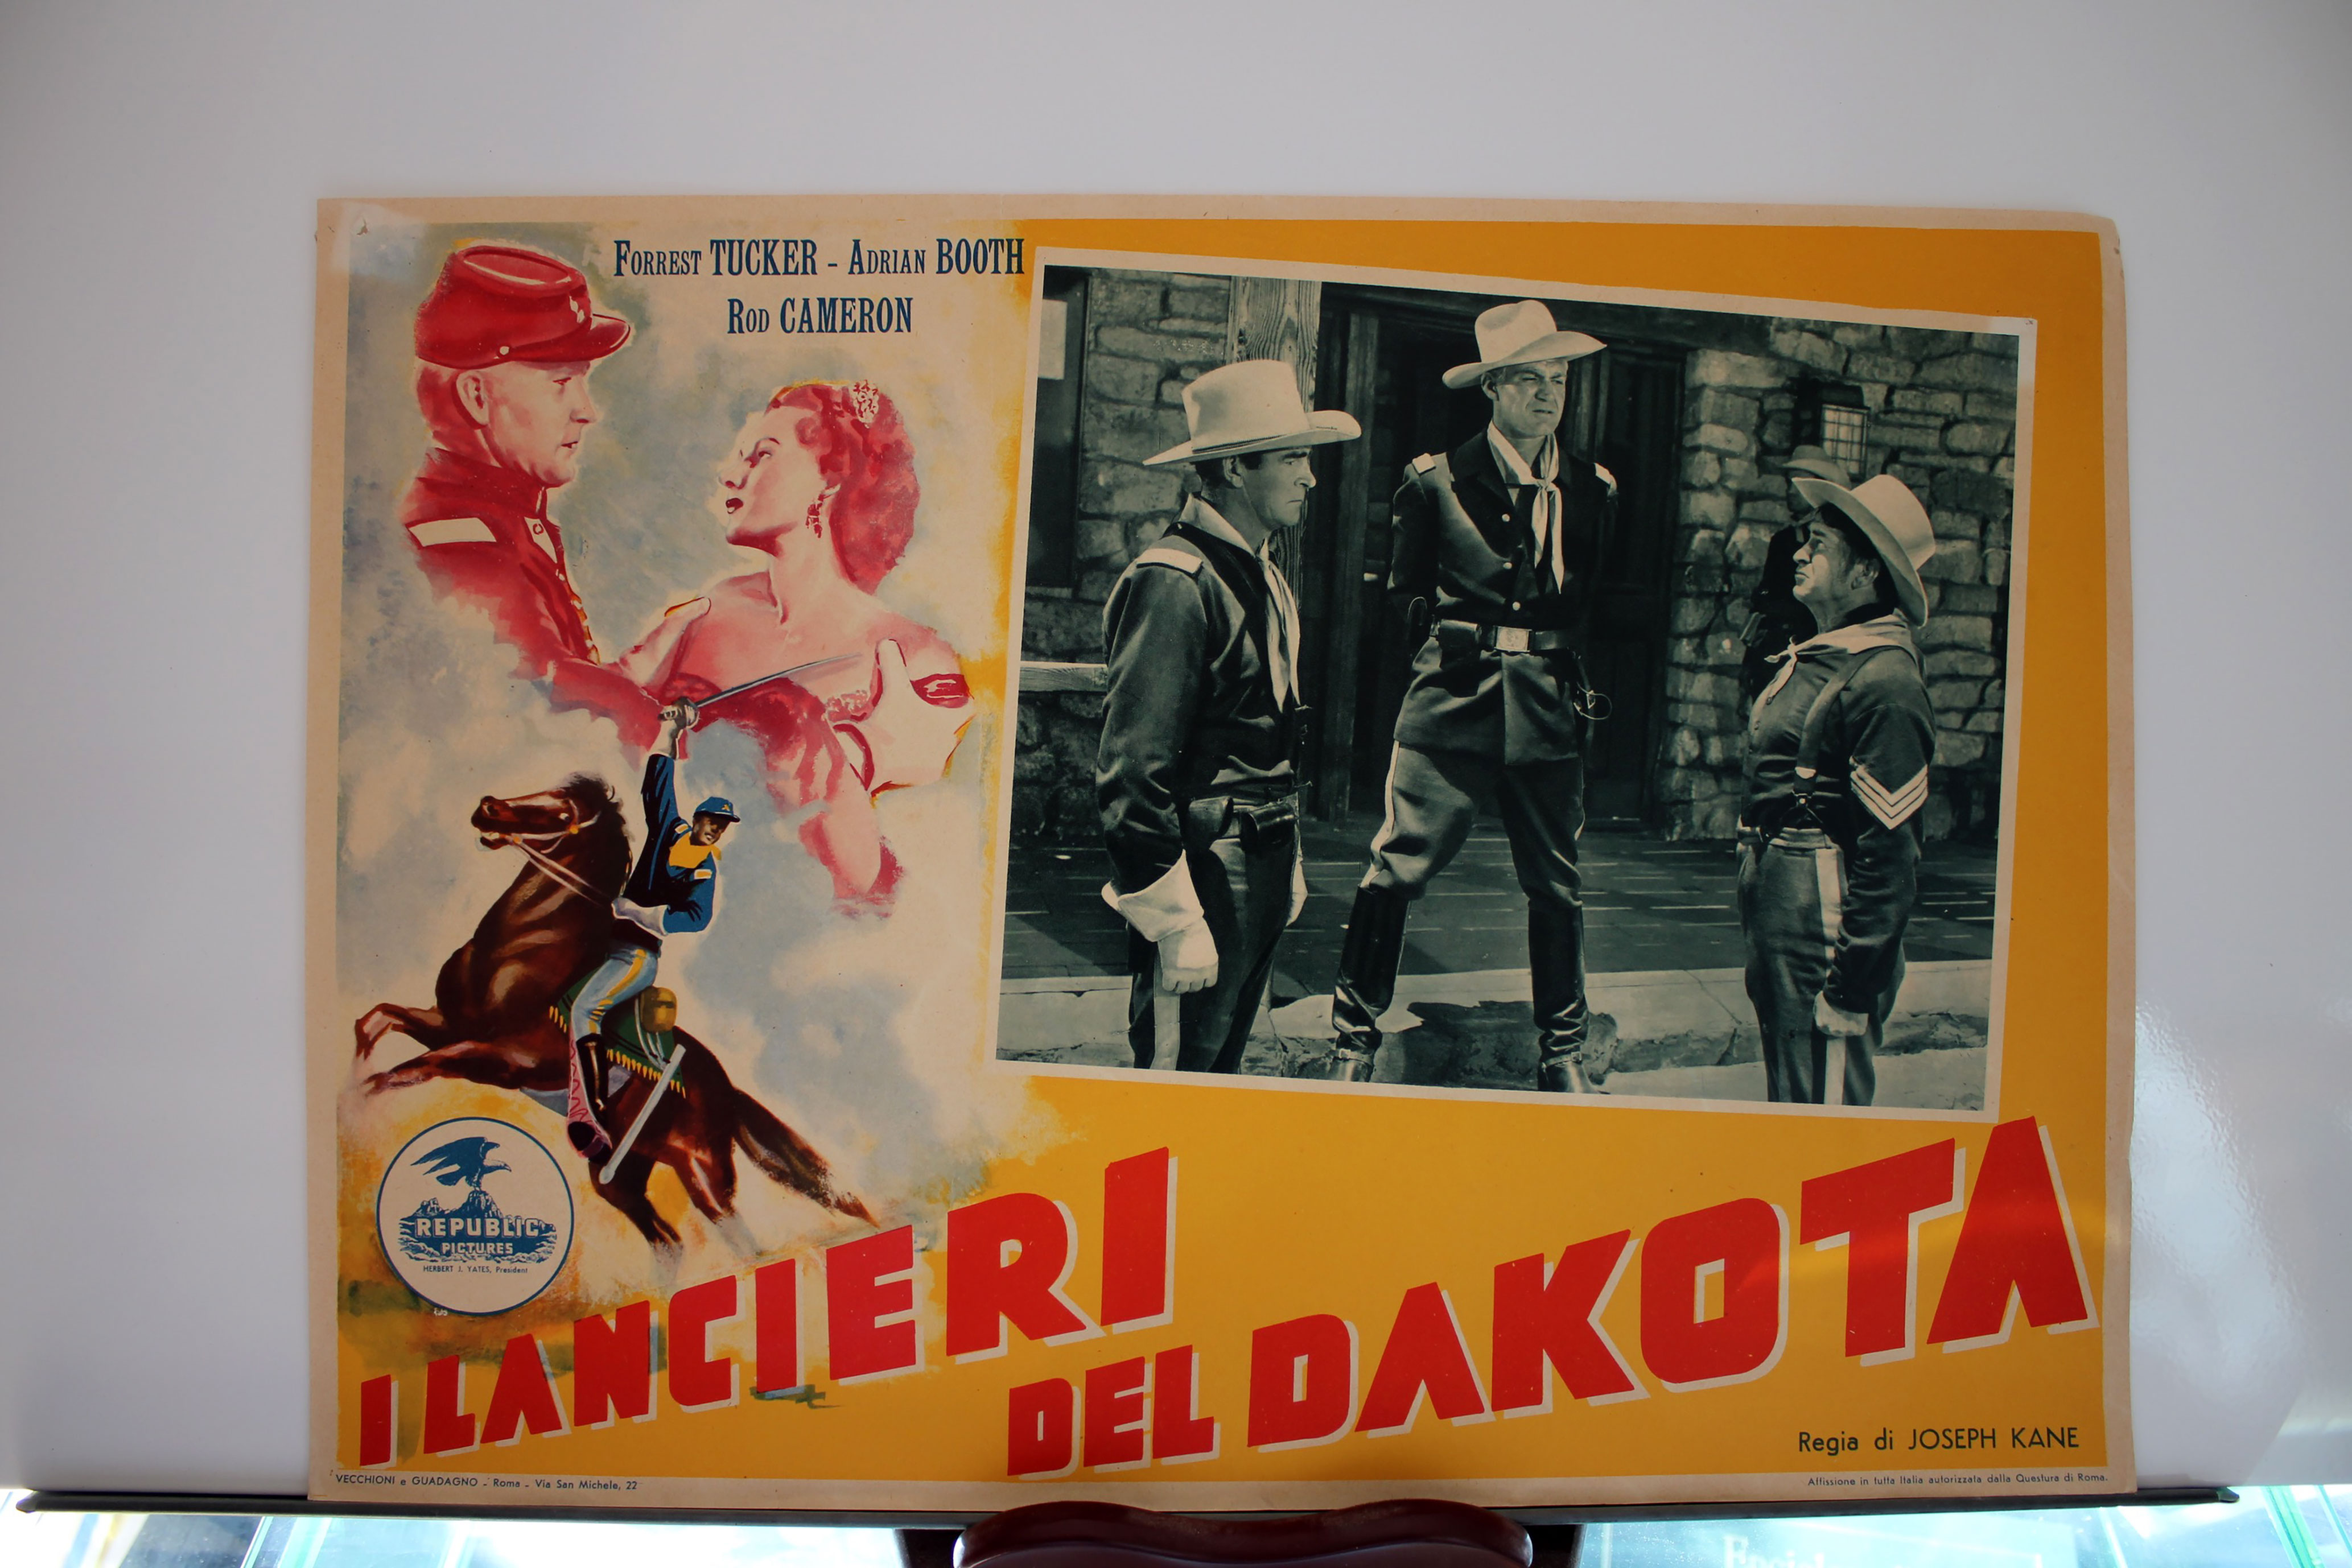 FORREST TUCKER - ADRIAN BOOTH
ROD CAMERON
REPUBLIC
PICTURES
HERBERT J. YATES, President
I LANCIERI
DEL DAKOTA
Regia di JOSEPH KANE
VECCHIONI e GUADAGNO - Roma - Via San Michele, 22
Affissione in tutta Italia autorizzata dalla Questura di Roma.